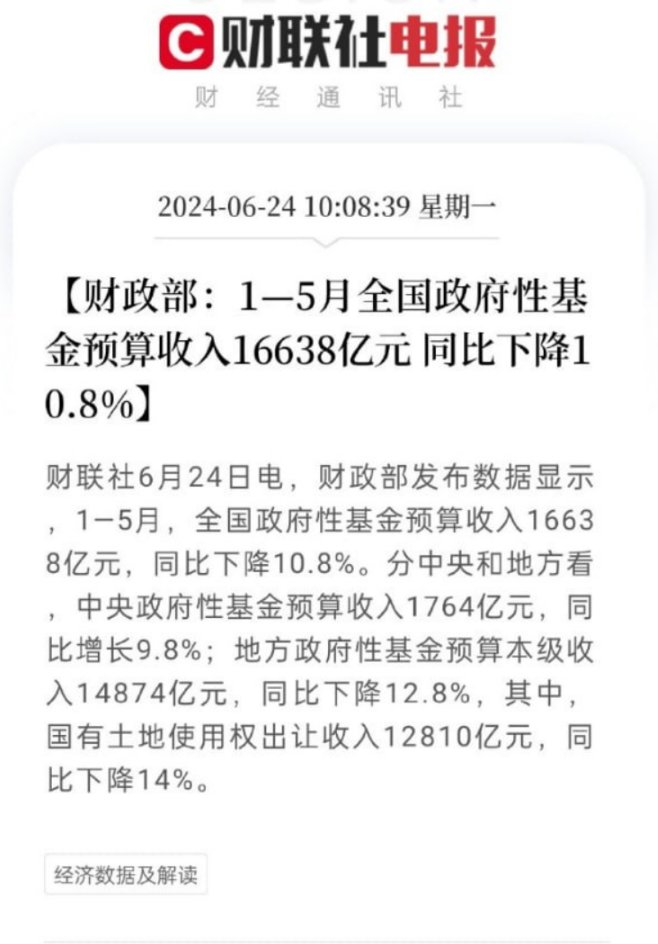 C 财联社电报
财经通讯社
2024-06-24 10:08:39 星期一
【财政部：1—5月全国政府性基
金预算收入16638亿元 同比下降1
0.8%】
财联社6月24日电，财政部发布数据显示
，1—5月，全国政府性基金预算收入1663
8亿元，同比下降10.8%。分中央和地方看
，中央政府性基金预算收入1764亿元，同
比增长9.8%；地方政府性基金预算本级收
入14874亿元，同比下降12.8%，其中，
国有土地使用权出让收入12810亿元，同
比下降14%。
经济数据及解读